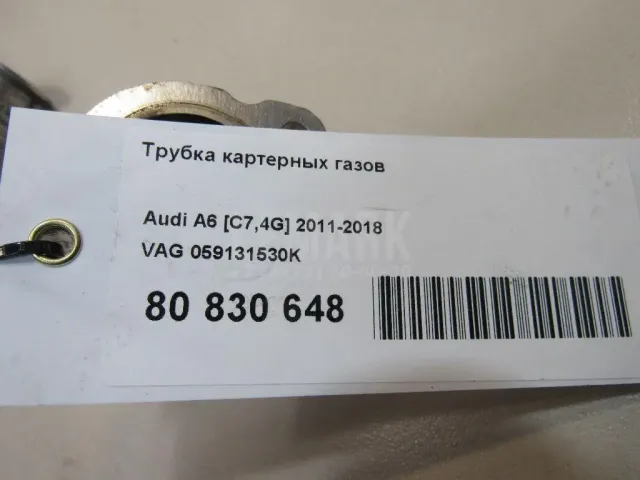 Трубка картерных газов
Audi A6 [C7,4G] 2011-2018
VAG 059131530K
80 830 648